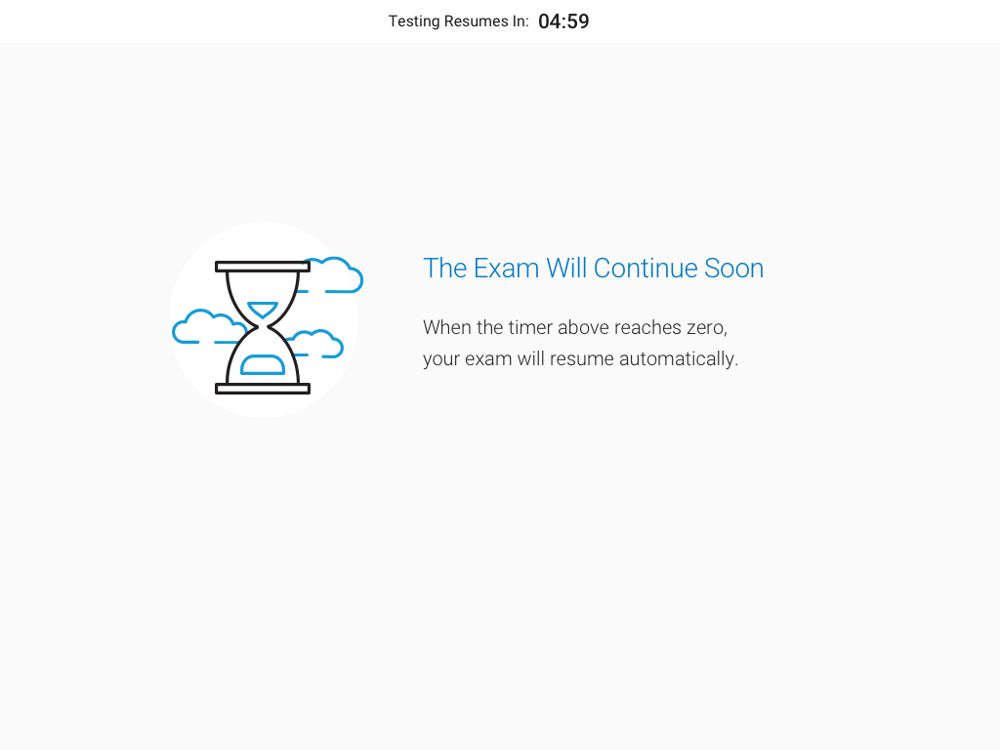 Testing Resumes In: 04:59
The Exam Will Continue Soon
When the timer above reaches zero,
your exam will resume automatically.